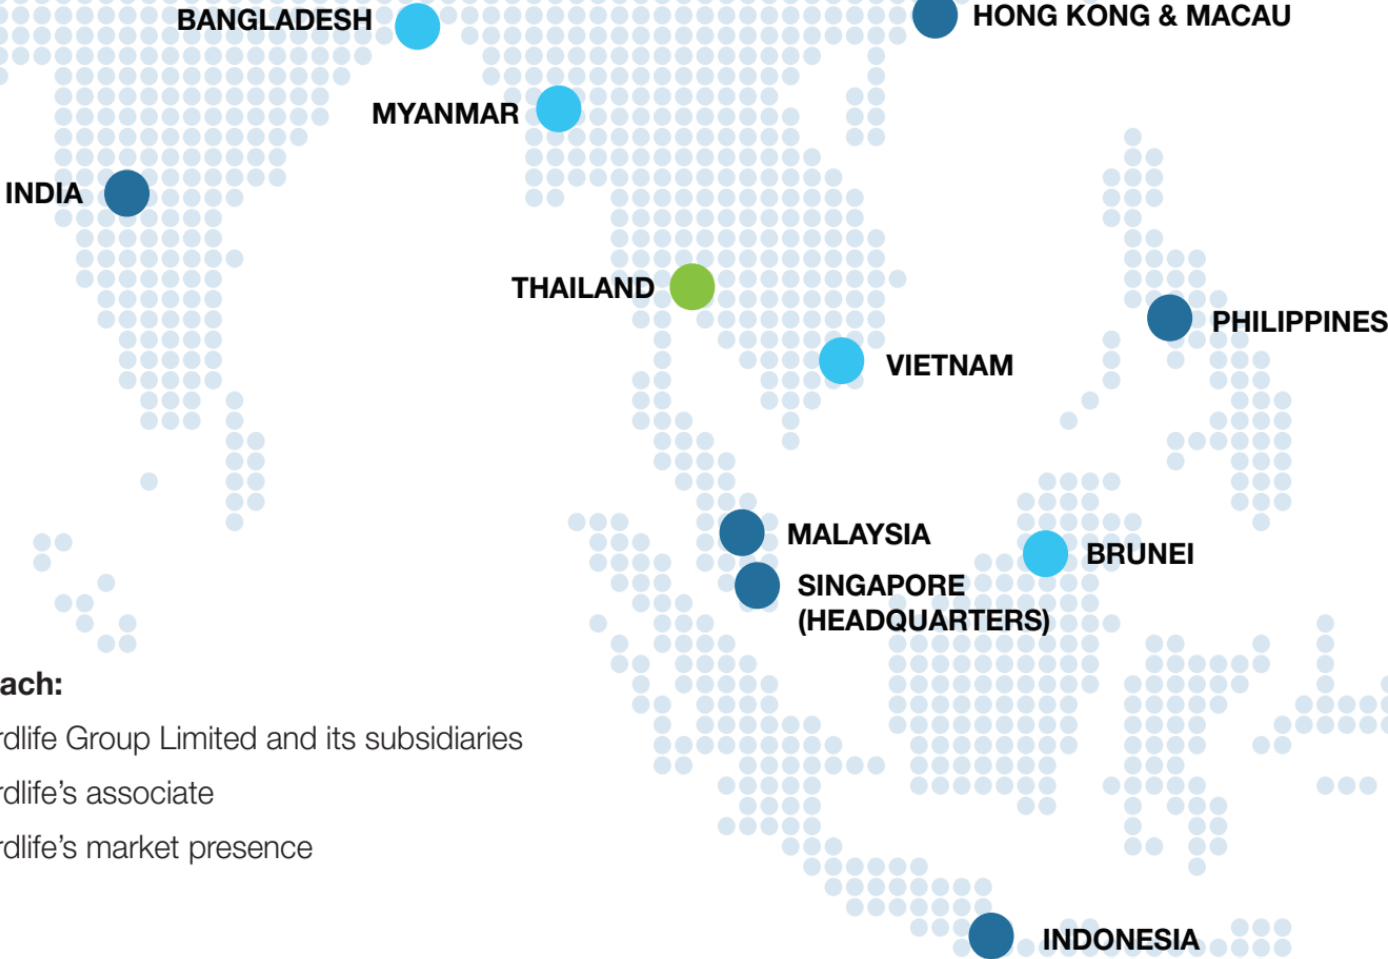 BANGLADESH
HONG KONG & MACAU
MYANMAR
INDIA
THAILAND
PHILIPPINES
VIETNAM
MALAYSIA
BRUNEI
SINGAPORE
(HEADQUARTERS)
ach:
rdlife Group Limited and its subsidiaries
rdlife’s associate
rdlife’s market presence
INDONESIA